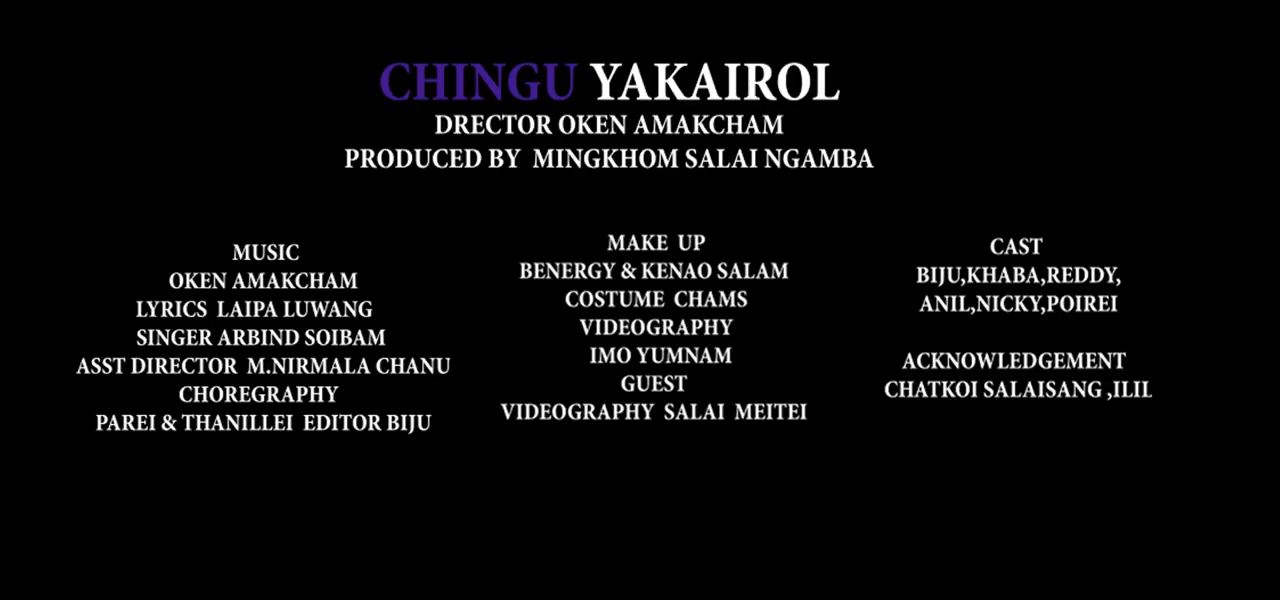 CHINGU YAKAIROL
DRECTOR OKEN AMAKCHAM
PRODUCED BY MINGKHOM SALAI NGAMBA
MUSIC
OKEN AMAKCHAM
LYRICS LAIPA LUWANG
SINGER ARBIND SOIBAM
ASST DIRECTOR M.NIRMALA CHANU
CHOREGRAPHY
PAREI & THANILLEI EDITOR BIJU
MAKE UP
BENERGY & KENAO SALAM
COSTUME CHAMS
VIDEOGRAPHY
IMO YUMNAM
GUEST
VIDEOGRAPHY SALAI MEITEI
CAST
BIJU,KHABA,REDDY,
ANIL,NICKY,POIREI
ACKNOWLEDGEMENT
CHATKOI SALAISANG ,ILIL